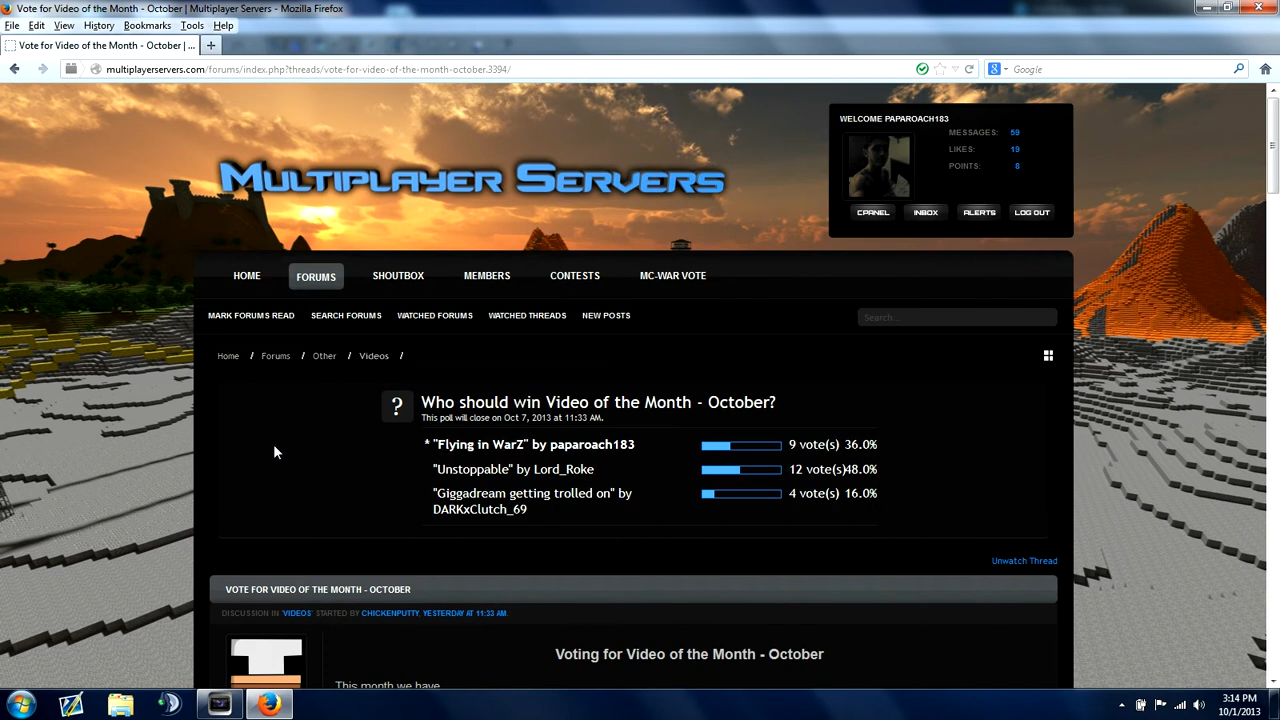 Vote for Video of the Month - October | Multiplayer Servers - Mozilla Firefox
File Edit View History Bookmarks Tools Help
Vote for Video of the Month - October | ... +
multiplayerservers.com/forums/index.php?threads/vote-for-video-of-the-month-october.3394/ 8 Google
WELCOME PAPAROACH183
MESSAGES: 59
LIKES: 19
POINTS: 8
CPANEL INBOX ALERTS LOG OUT
MULTIPLAYER SERVERS
HOME FORUMS SHOUTBOX MEMBERS CONTESTS MC-WAR VOTE
MARK FORUMS READ SEARCH FORUMS WATCHED FORUMS WATCHED THREADS NEW POSTS Search...
Home / Forums / Other / Videos /
? Who should win Video of the Month - October?
This poll will close on Oct 7, 2013 at 11:33 AM.
* "Flying in WarZ" by paparoach183 9 vote(s) 36.0%
"Unstoppable" by Lord_Roke 12 vote(s) 48.0%
"Giggadream getting trolled on" by 4 vote(s) 16.0%
DARKxClutch_69
Unwatch Thread
VOTE FOR VIDEO OF THE MONTH - OCTOBER
DISCUSSION IN 'VIDEOS' STARTED BY CHICKENPUTTY, YESTERDAY AT 11:33 AM.
Voting for Video of the Month - October
This month we have
3:14 PM
10/1/2013